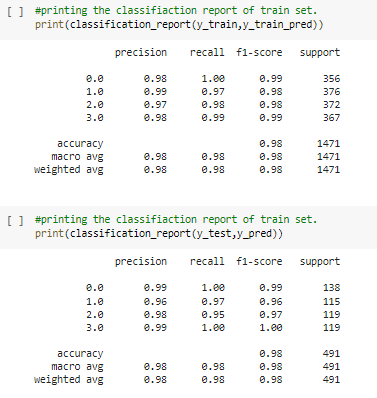 [ ] #printing the classifiaction report of train set.
print(classification_report(y_train,y_train_pred))
precision recall f1-score support
0.0 0.98 1.00 0.99 356
1.0 0.99 0.97 0.98 376
2.0 0.97 0.98 0.98 372
3.0 0.98 0.99 0.99 367
accuracy 0.98 1471
macro avg 0.98 0.98 0.98 1471
weighted avg 0.98 0.98 0.98 1471
[ ] #printing the classifiaction report of train set.
print(classification_report(y_test,y_pred))
precision recall f1-score support
0.0 0.99 1.00 0.99 138
1.0 0.96 0.97 0.96 115
2.0 0.98 0.95 0.97 119
3.0 0.99 1.00 1.00 119
accuracy 0.98 491
macro avg 0.98 0.98 0.98 491
weighted avg 0.98 0.98 0.98 491